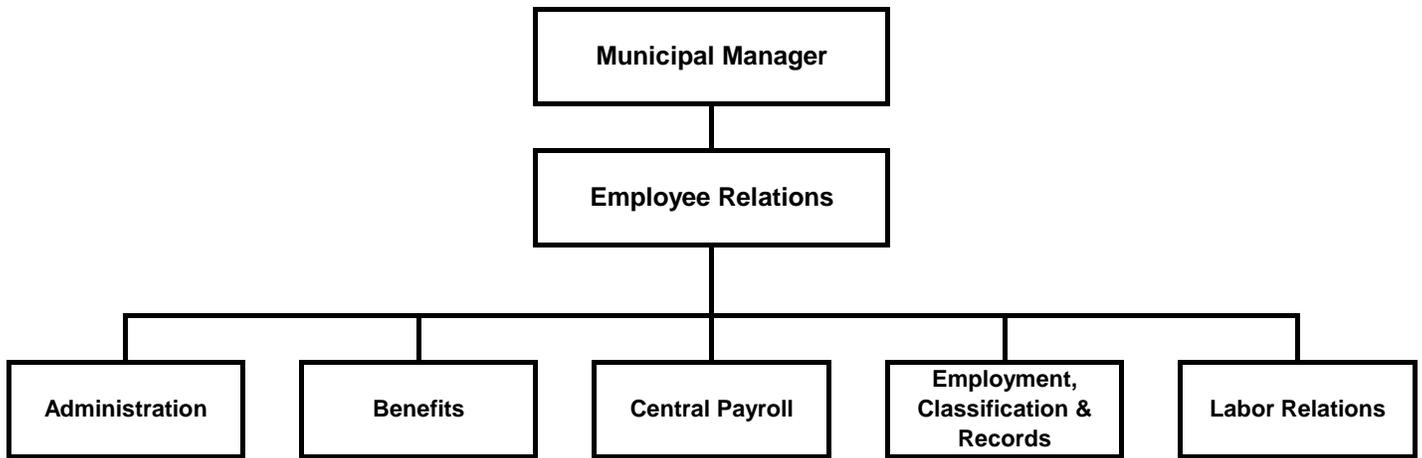 Municipal Manager
Employee Relations
Administration
Benefits
Central Payroll
Employment,
Classification &
Records
Labor Relations